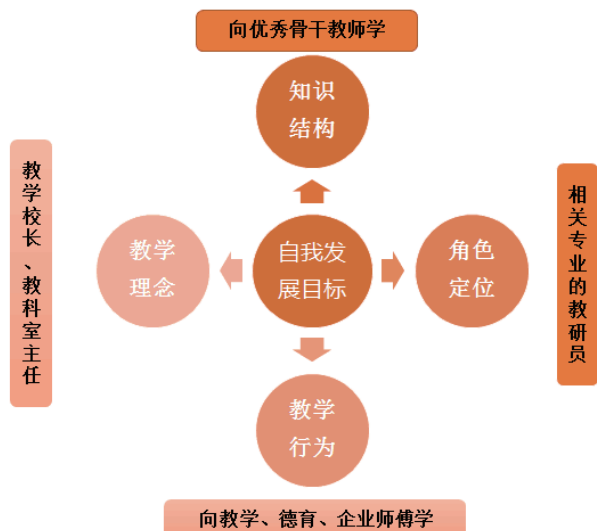 向优秀骨干教师学
知识
结构
教学校长、教科室主任
教学
理念
自我发
展目标
角色
定位
相关专业的教研员
教学
行为
向教学、德育、企业师傅学